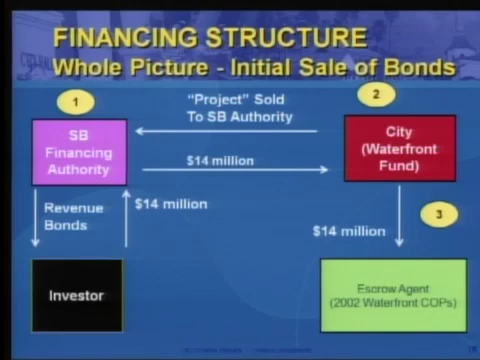 FINANCING STRUCTURE
Whole Picture - Initial Sale of Bonds
1
"Project" Sold
To SB Authority
2
SB
Financing
Authority
City
(Waterfront
Fund)
$14 million
Revenue
Bonds
$14 million
3
$14 million
Investor
Escrow Agent
(2002 Waterfront COPs)